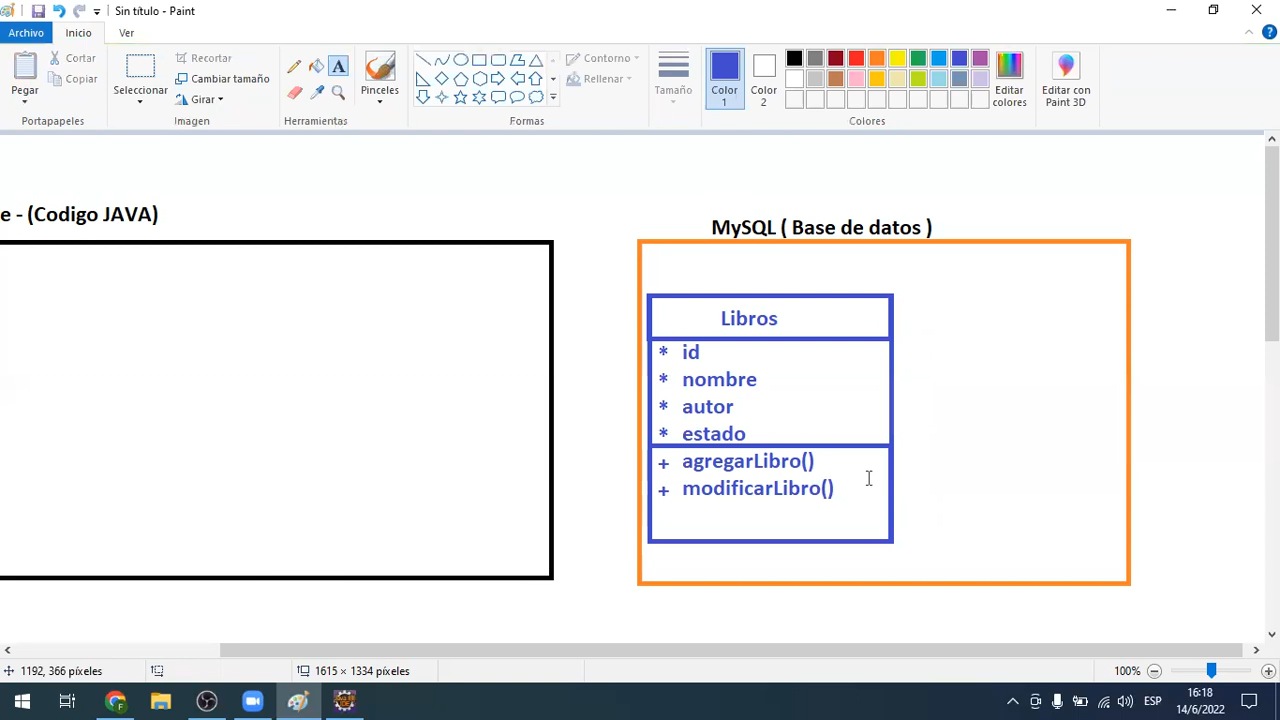 Sin título - Paint
Archivo
Inicio
Ver
Pegar
Cortar
Copiar
Portapapeles
Seleccionar
Recortar
Cambiar tamaño
Girar
Imagen
A
Herramientas
Pinceles
Contorno
Rellenar
Formas
Tamaño
Color 1
Color 2
Editar colores
Colores
Editar con Paint 3D
e - (Codigo JAVA)
MySQL ( Base de datos )
Libros
* id
* nombre
* autor
* estado
+ agregarLibro()
+ modificarLibro()
1192, 366 píxeles
1615 × 1334 píxeles
100%
ESP
16:18
14/6/2022